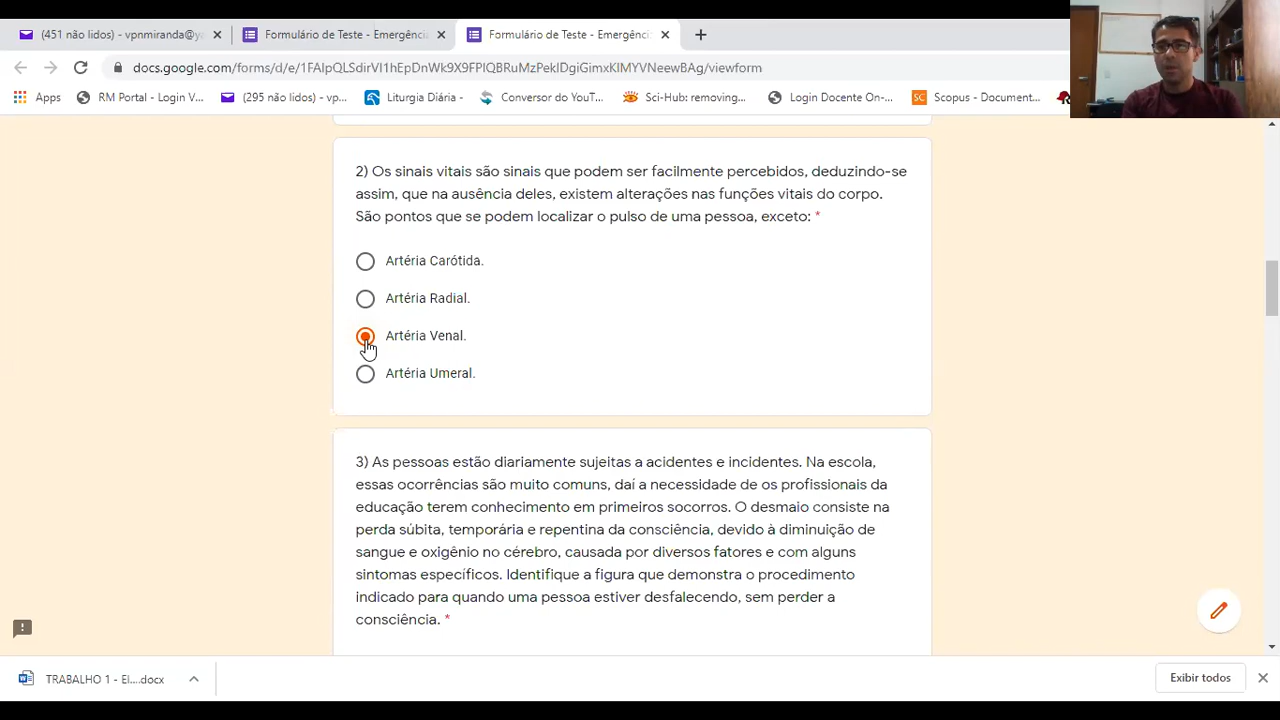 (451 não lidos) - vpnmiranda@y
Formulário de Teste - Emergência
Formulário de Teste - Emergênci
docs.google.com/forms/d/e/1FAIpQLSdirVI1hEpDnWk9X9FPIQBRuMzPekIDgiGimxKlMYVNeewBAg/viewform
Apps
RM Portal - Login V...
(295 não lidos) - vp...
Liturgia Diária -
Conversor do YouT...
Sci-Hub: removing...
Login Docente On-...
Scopus - Document...
2) Os sinais vitais são sinais que podem ser facilmente percebidos, deduzindo-se
assim, que na ausência deles, existem alterações nas funções vitais do corpo.
São pontos que se podem localizar o pulso de uma pessoa, exceto: *
Artéria Carótida.
Artéria Radial.
Artéria Venal.
Artéria Umeral.
3) As pessoas estão diariamente sujeitas a acidentes e incidentes. Na escola,
essas ocorrências são muito comuns, daí a necessidade de os profissionais da
educação terem conhecimento em primeiros socorros. O desmaio consiste na
perda súbita, temporária e repentina da consciência, devido à diminuição de
sangue e oxigênio no cérebro, causada por diversos fatores e com alguns
sintomas específicos. Identifique a figura que demonstra o procedimento
indicado para quando uma pessoa estiver desfalecendo, sem perder a
consciência. *
TRABALHO 1 - El....docx
Exibir todos